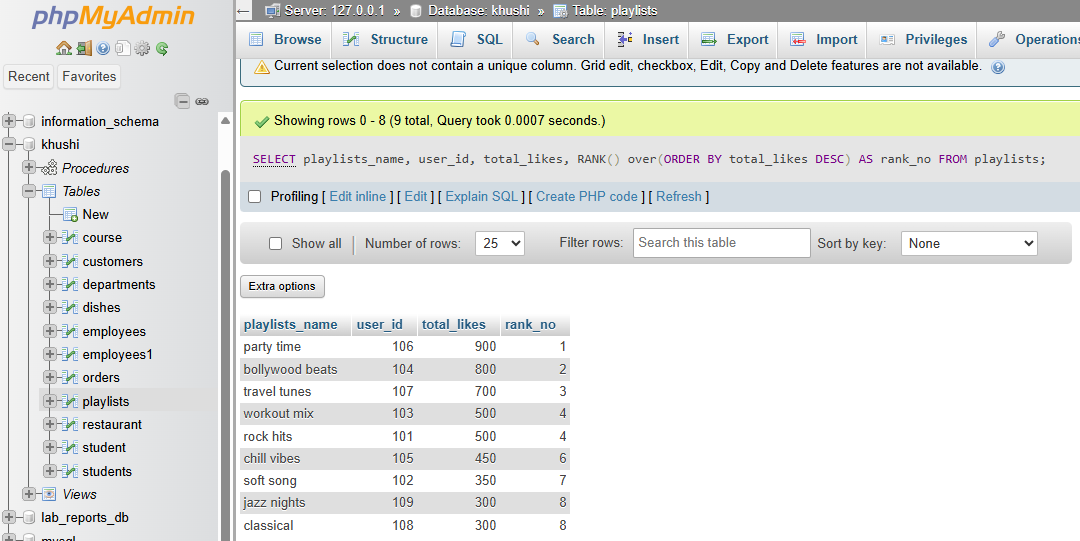 phpMyAdmin
Recent Favorites
information_schema
khushi
Procedures
Tables
New
course
customers
departments
dishes
employees
employees1
orders
playlists
restaurant
student
students
Views
lab_reports_db
mysql
Server: 127.0.0.1 » Database: khushi » Table: playlists
Browse Structure SQL Search Insert Export Import Privileges Operations
Current selection does not contain a unique column. Grid edit, checkbox, Edit, Copy and Delete features are not available.
Showing rows 0 - 8 (9 total, Query took 0.0007 seconds.)
SELECT playlists_name, user_id, total_likes, RANK() over(ORDER BY total_likes DESC) AS rank_no FROM playlists;
Profiling [ Edit inline ] [ Edit ] [ Explain SQL ] [ Create PHP code ] [ Refresh ]
Show all | Number of rows: 25 Filter rows: Search this table Sort by key: None
Extra options
playlists_name user_id total_likes rank_no
party time 106 900 1
bollywood beats 104 800 2
travel tunes 107 700 3
workout mix 103 500 4
rock hits 101 500 4
chill vibes 105 450 6
soft song 102 350 7
jazz nights 109 300 8
classical 108 300 8